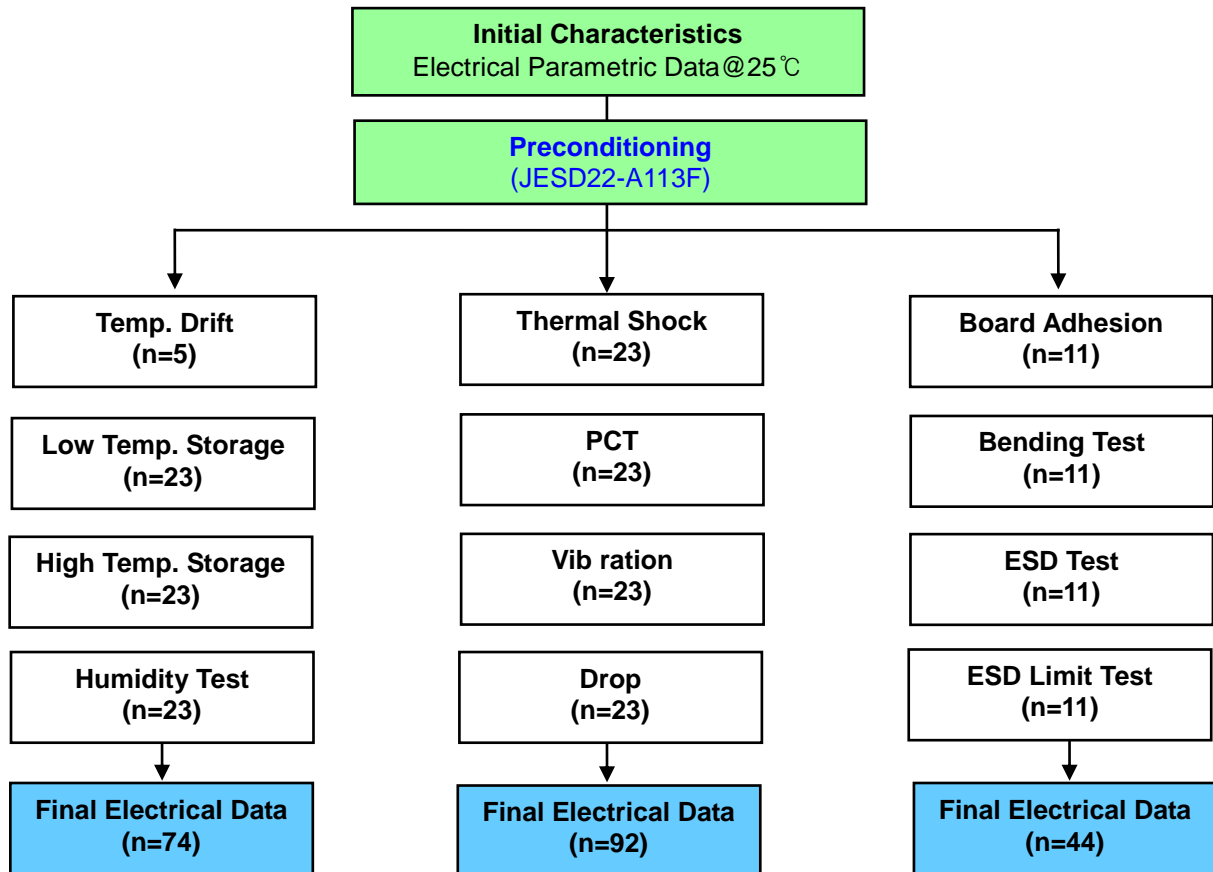 Initial Characteristics
Electrical Parametric Data@25℃
Preconditioning
(JESD22-A113F)
Temp. Drift
(n=5)
Low Temp. Storage
(n=23)
High Temp. Storage
(n=23)
Humidity Test
(n=23)
Final Electrical Data
(n=74)
Thermal Shock
(n=23)
PCT
(n=23)
Vib ration
(n=23)
Drop
(n=23)
Final Electrical Data
(n=92)
Board Adhesion
(n=11)
Bending Test
(n=11)
ESD Test
(n=11)
ESD Limit Test
(n=11)
Final Electrical Data
(n=44)